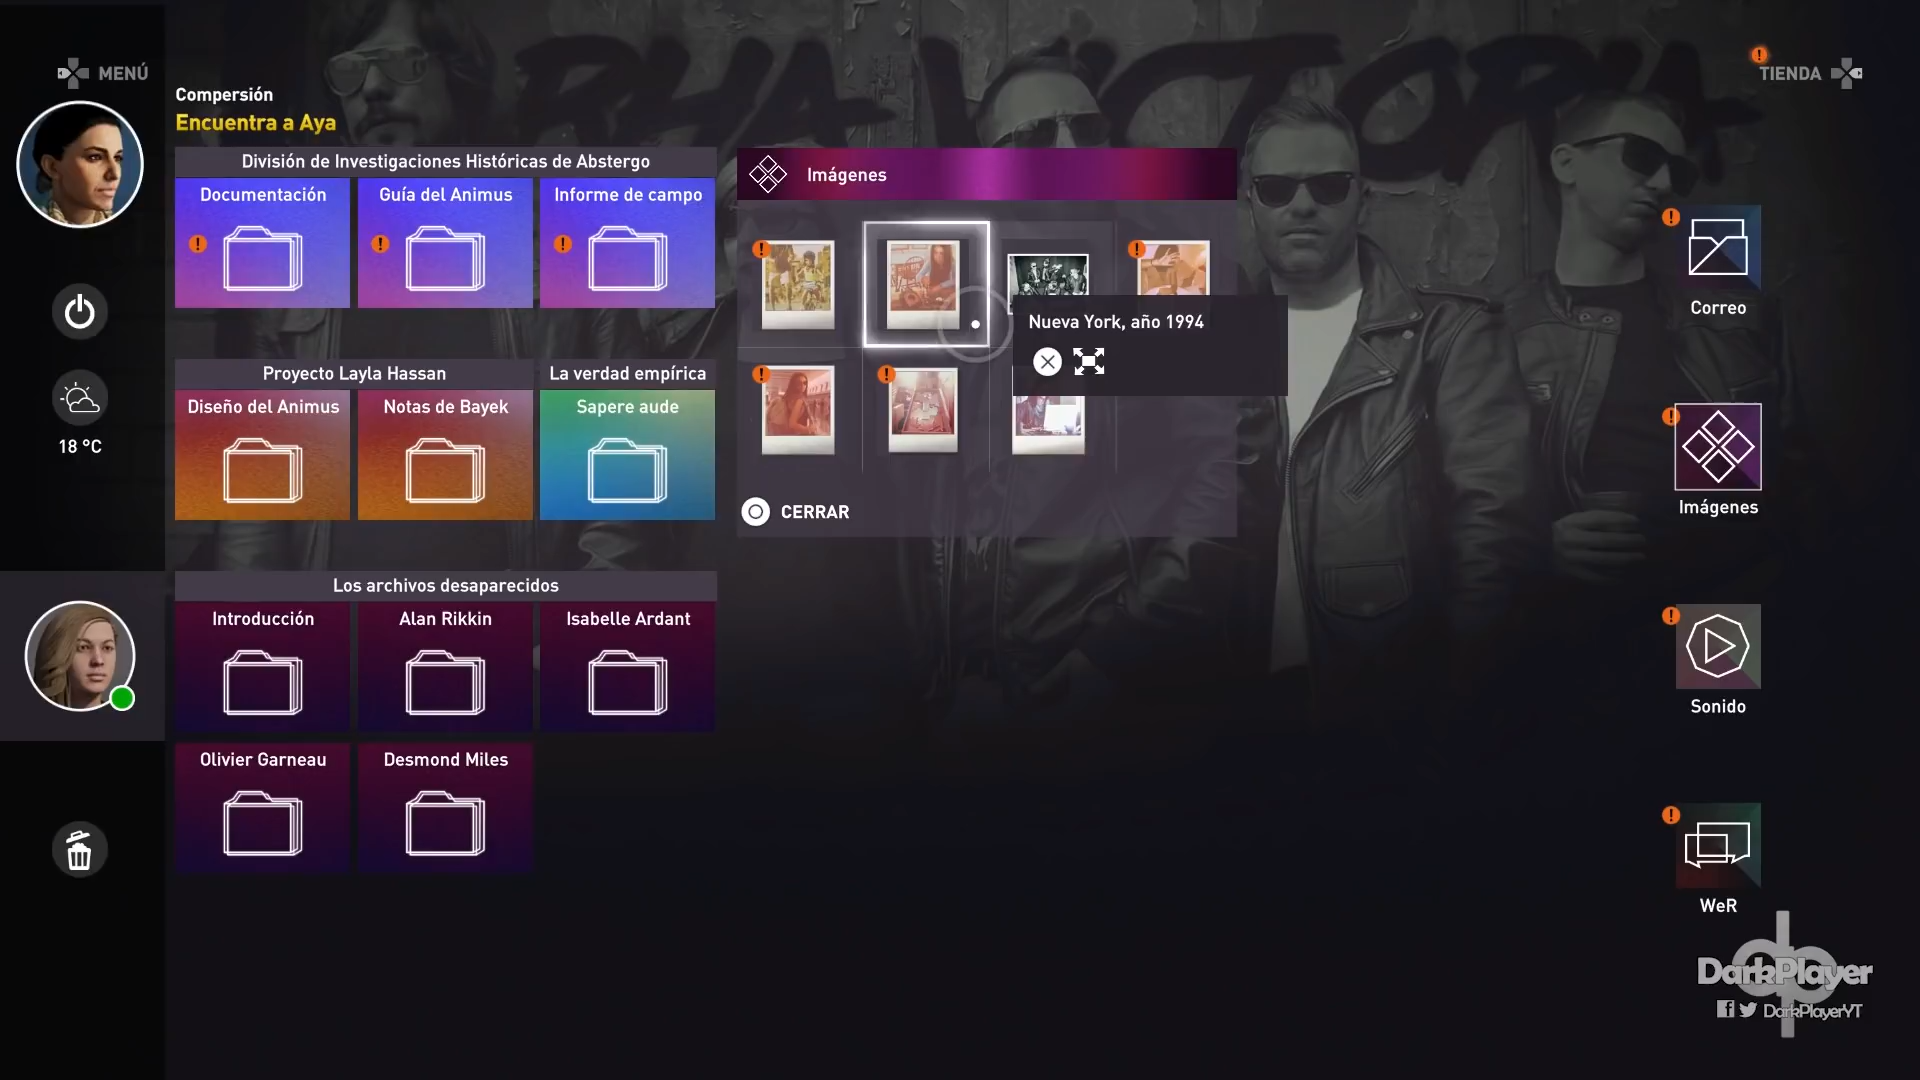 MENÚ
! TIENDA
Compersión
Encuentra a Aya
División de Investigaciones Históricas de Abstergo
Documentación
Guía del Animus
Informe de campo
!
!
!
Proyecto Layla Hassan
La verdad empírica
Diseño del Animus
Notas de Bayek
Sapere aude
18 °C
Los archivos desaparecidos
Introducción
Alan Rikkin
Isabelle Ardant
Olivier Garneau
Desmond Miles
Imágenes
!
!
Nueva York, año 1994
!
!
CERRAR
!
Correo
!
Imágenes
!
Sonido
!
WeR
DarkPlayer
DarkPlayerYT